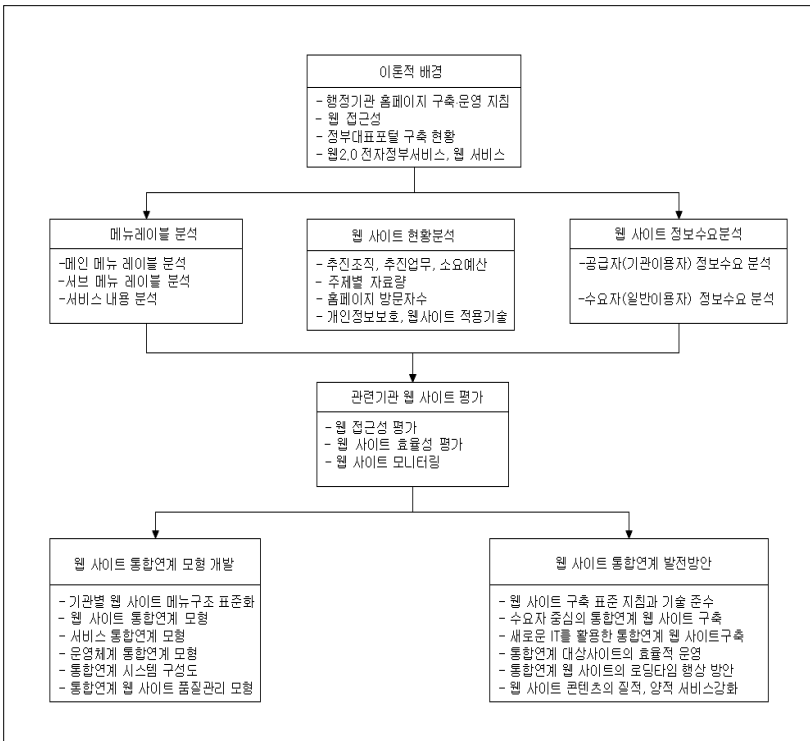 이론적 배경
- 행정기관 홈페이지 구축·운영 지침
- 웹 접근성
- 정부대표포털 구축 현황
- 웹2.0 전자정부서비스, 웹 서비스
메뉴레이블 분석
-메인 메뉴 레이블 분석
-서브 메뉴 레이블 분석
-서비스 내용 분석
웹 사이트 현황분석
- 추진조직, 추진업무, 소요예산
- 주제별 자료량
- 홈페이지 방문자수
- 개인정보보호, 웹사이트 적용기술
웹 사이트 정보수요분석
-공급자(기관이용자) 정보수요 분석
-수요자(일반이용자) 정보수요 분석
관련기관 웹 사이트 평가
- 웹 접근성 평가
- 웹 사이트 효율성 평가
- 웹 사이트 모니터링
웹 사이트 통합연계 모형 개발
- 기관별 웹 사이트 메뉴구조 표준화
- 웹 사이트 통합연계 모형
- 서비스 통합연계 모형
- 운영체계 통합연계 모형
- 통합연계 시스템 구성도
- 통합연계 웹 사이트 품질관리 모형
웹 사이트 통합연계 발전방안
- 웹 사이트 구축 표준 지침과 기술 준수
- 수요자 중심의 통합연계 웹 사이트 구축
- 새로운 IT를 활용한 통합연계 웹 사이트구축
- 통합연계 대상사이트의 효율적 운영
- 통합연계 웹 사이트의 로딩타임 행상 방안
- 웹 사이트 콘텐츠의 질적, 양적 서비스강화